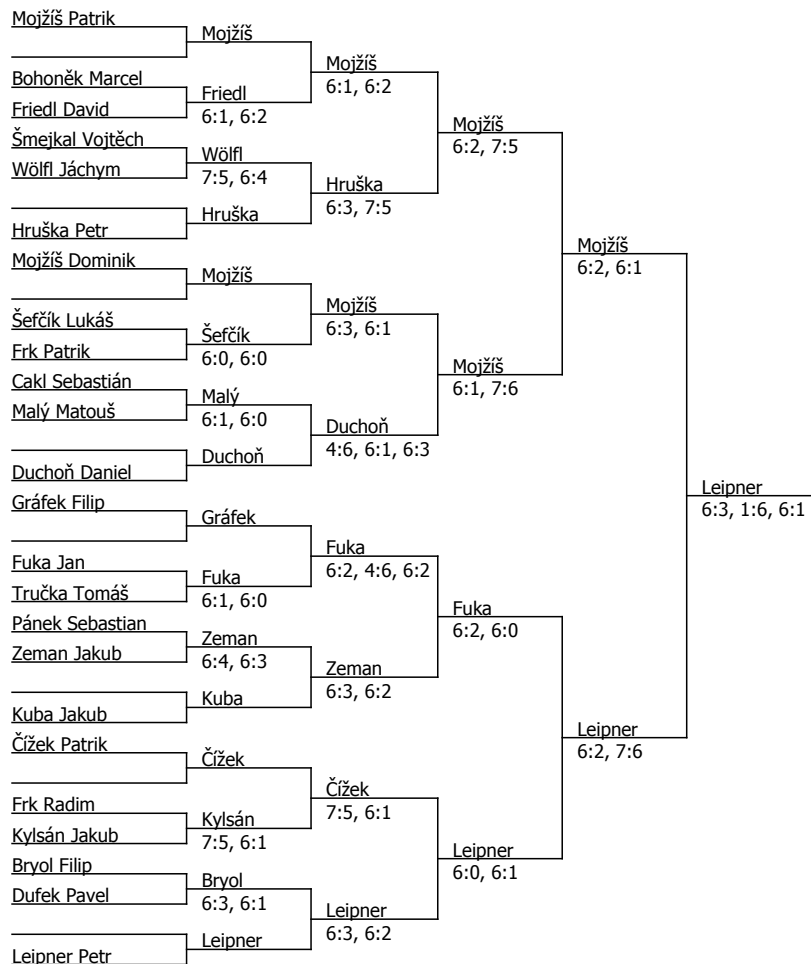 Mojžíš Patrik
Bohoněk Marcel
Friedl David
Šmejkal Vojtěch
Wölfl Jáchym
Hruška Petr
Mojžíš Dominik
Šefčík Lukáš
Frk Patrik
Cakl Sebastián
Malý Matouš
Duchoň Daniel
Gráfek Filip
Fuka Jan
Tručka Tomáš
Pánek Sebastian
Zeman Jakub
Kuba Jakub
Čížek Patrik
Frk Radim
Kylsán Jakub
Bryol Filip
Dufek Pavel
Leipner Petr
Mojžíš
Friedl
6:1, 6:2
Wölfl
7:5, 6:4
Hruška
Mojžíš
Šefčík
6:0, 6:0
Malý
6:1, 6:0
Duchoň
Gráfek
Fuka
6:1, 6:0
Zeman
6:4, 6:3
Kuba
Čížek
Kylsán
7:5, 6:1
Bryol
6:3, 6:1
Leipner
Mojžíš
6:1, 6:2
Hruška
6:3, 7:5
Mojžíš
6:3, 6:1
Duchoň
4:6, 6:1, 6:3
Fuka
6:2, 4:6, 6:2
Zeman
6:3, 6:2
Čížek
7:5, 6:1
Leipner
6:3, 6:2
Mojžíš
6:2, 7:5
Mojžíš
6:1, 7:6
Fuka
6:2, 6:0
Leipner
6:0, 6:1
Mojžíš
6:2, 6:1
Leipner
6:2, 7:6
Leipner
6:3, 1:6, 6:1